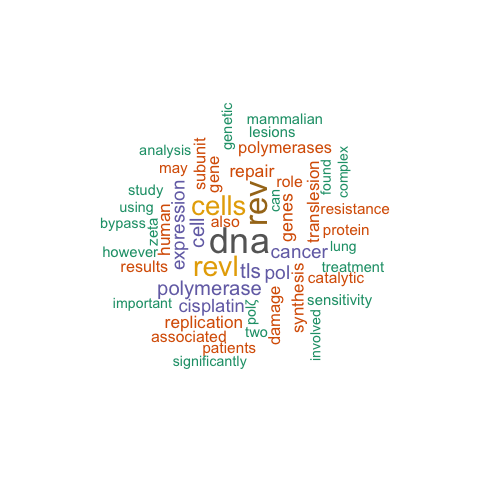 genetic
mammalian
lesions
analysis
subunit
polymerases
may
gene
repair
translesion
found
complex
study
role
using
human
expression
cells
rev
can
genes
resistance
bypass
zeta
cell
also
protein
however
dna
cancer
lung
results
revl
tls
pol
treatment
catalytic
polymerase
synthesis
important
cisplatin
polζ
damage
sensitivity
replication
two
involved
associated
patients
significantly